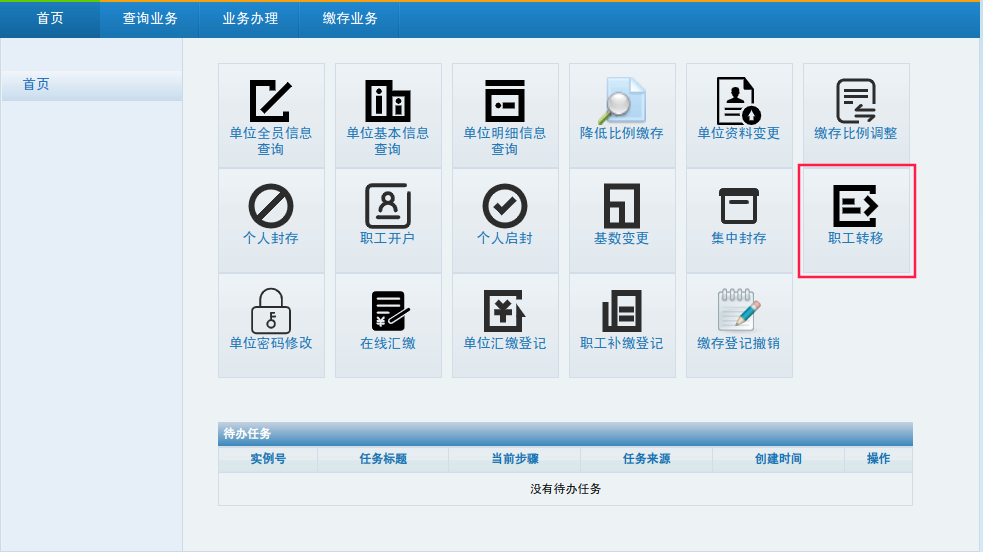 首页 查询业务 业务办理 缴存业务
首页
单位全员信息查询
单位基本信息查询
单位明细信息查询
降低比例缴存
单位资料变更
缴存比例调整
个人封存
职工开户
个人启封
基数变更
集中封存
职工转移
单位密码修改
在线汇缴
单位汇缴登记
职工补缴登记
缴存登记撤销
待办任务
实例号 任务标题 当前步骤 任务来源 创建时间 操作
没有待办任务